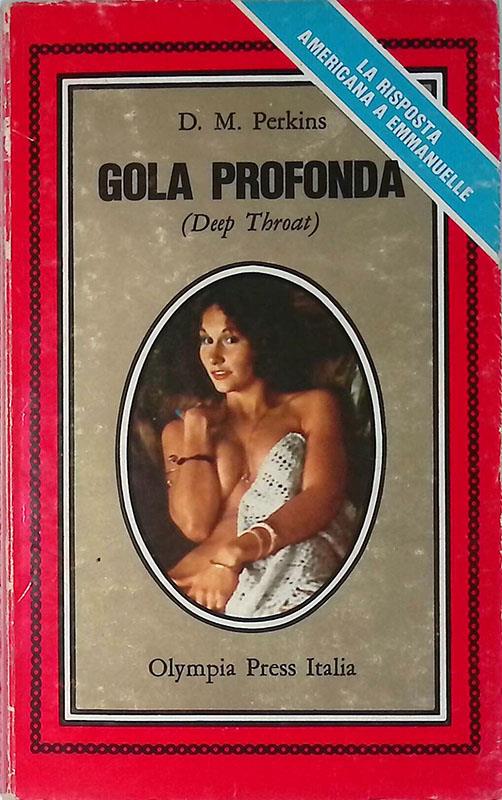 LA RISPOSTA
AMERICANA A EMMANUELLE
D. M. Perkins
GOLA PROFONDA
(Deep Throat)
Olympia Press Italia